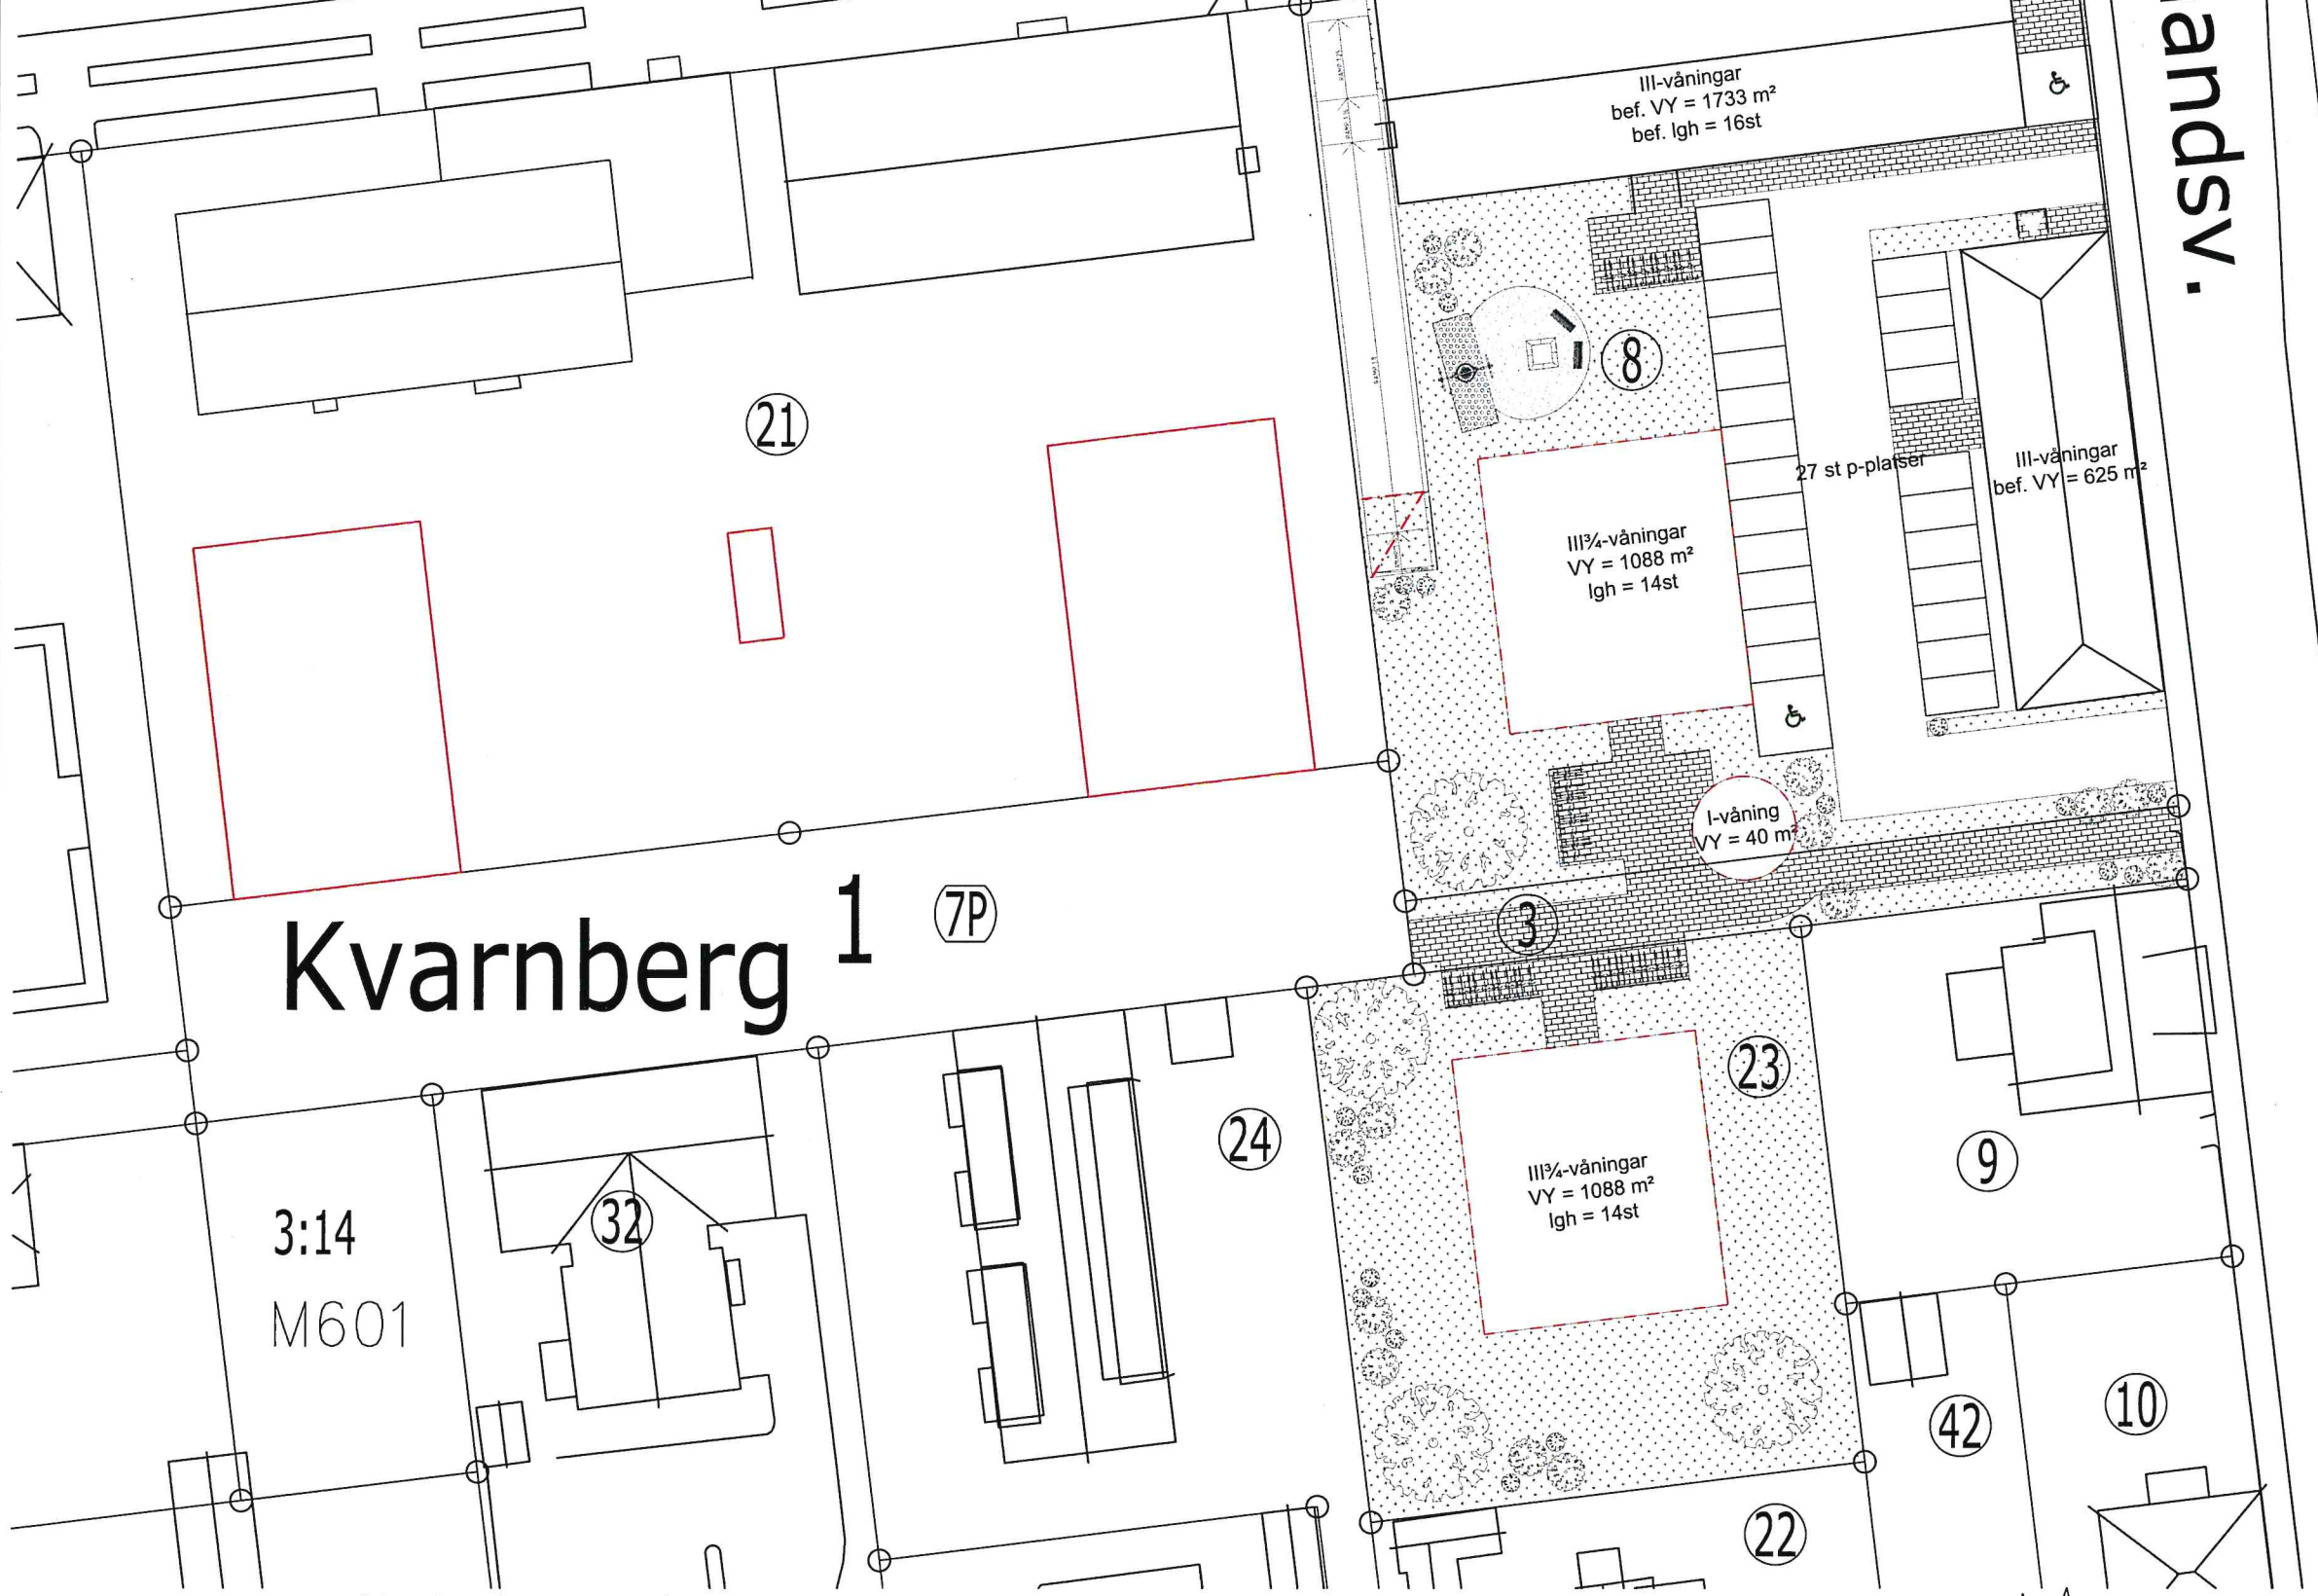 andsv.
III-våningar
bef. VY = 1733 m²
bef. lgh = 16st
8
21
27 st p-platser
III-våningar
bef. VY = 625 m²
III¾-våningar
VY = 1088 m²
lgh = 14st
I-våning
VY = 40 m²
Kvarnberg 1
7P
3
23
24
III¾-våningar
VY = 1088 m²
lgh = 14st
9
32
3:14
M601
42
10
22